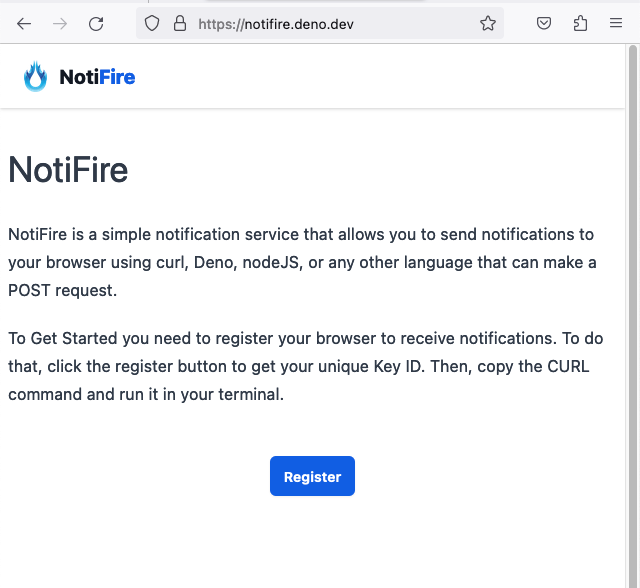 https://notifire.deno.dev
NotiFire
NotiFire
NotiFire is a simple notification service that allows you to send notifications to
your browser using curl, Deno, nodeJS, or any other language that can make a
POST request.
To Get Started you need to register your browser to receive notifications. To do
that, click the register button to get your unique Key ID. Then, copy the CURL
command and run it in your terminal.
Register